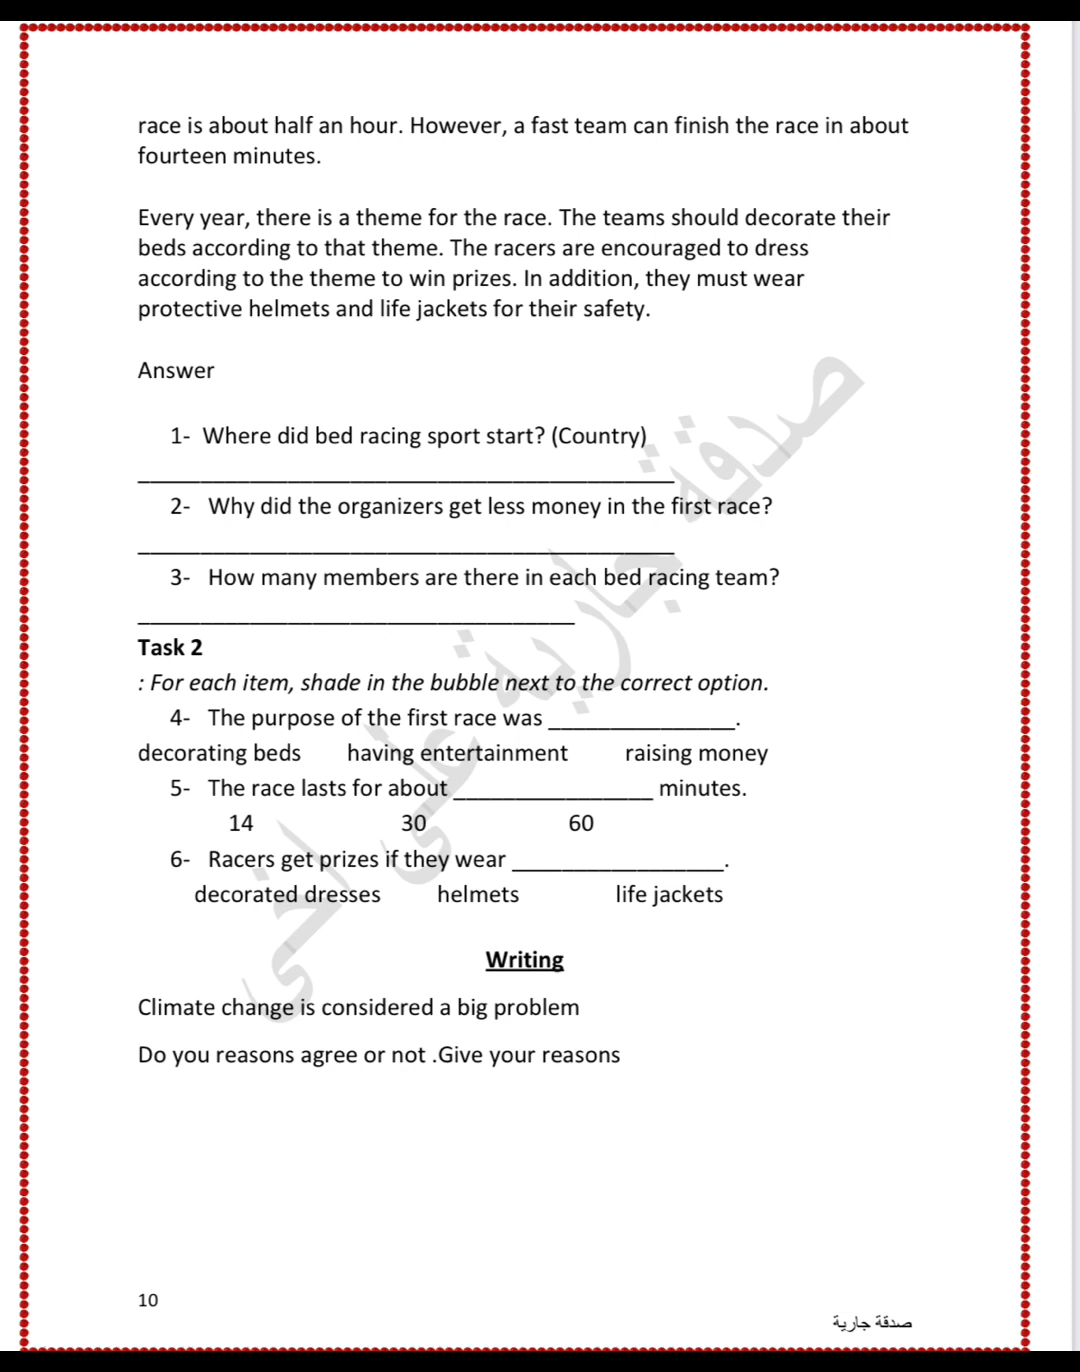 race is about half an hour. However, a fast team can finish the race in about
fourteen minutes.
Every year, there is a theme for the race. The teams should decorate their
beds according to that theme. The racers are encouraged to dress
according to the theme to win prizes. In addition, they must wear
protective helmets and life jackets for their safety.
Answer
1- Where did bed racing sport start? (Country)
2- Why did the organizers get less money in the first race?
3- How many members are there in each bed racing team?
Task 2
: For each item, shade in the bubble next to the correct option.
4- The purpose of the first race was ________________.
decorating beds having entertainment raising money
5- The race lasts for about _________________ minutes.
14 30 60
6- Racers get prizes if they wear __________________.
decorated dresses helmets life jackets
Writing
Climate change is considered a big problem
Do you reasons agree or not .Give your reasons
صدقة جارية على اخي
10
صدقة جارية